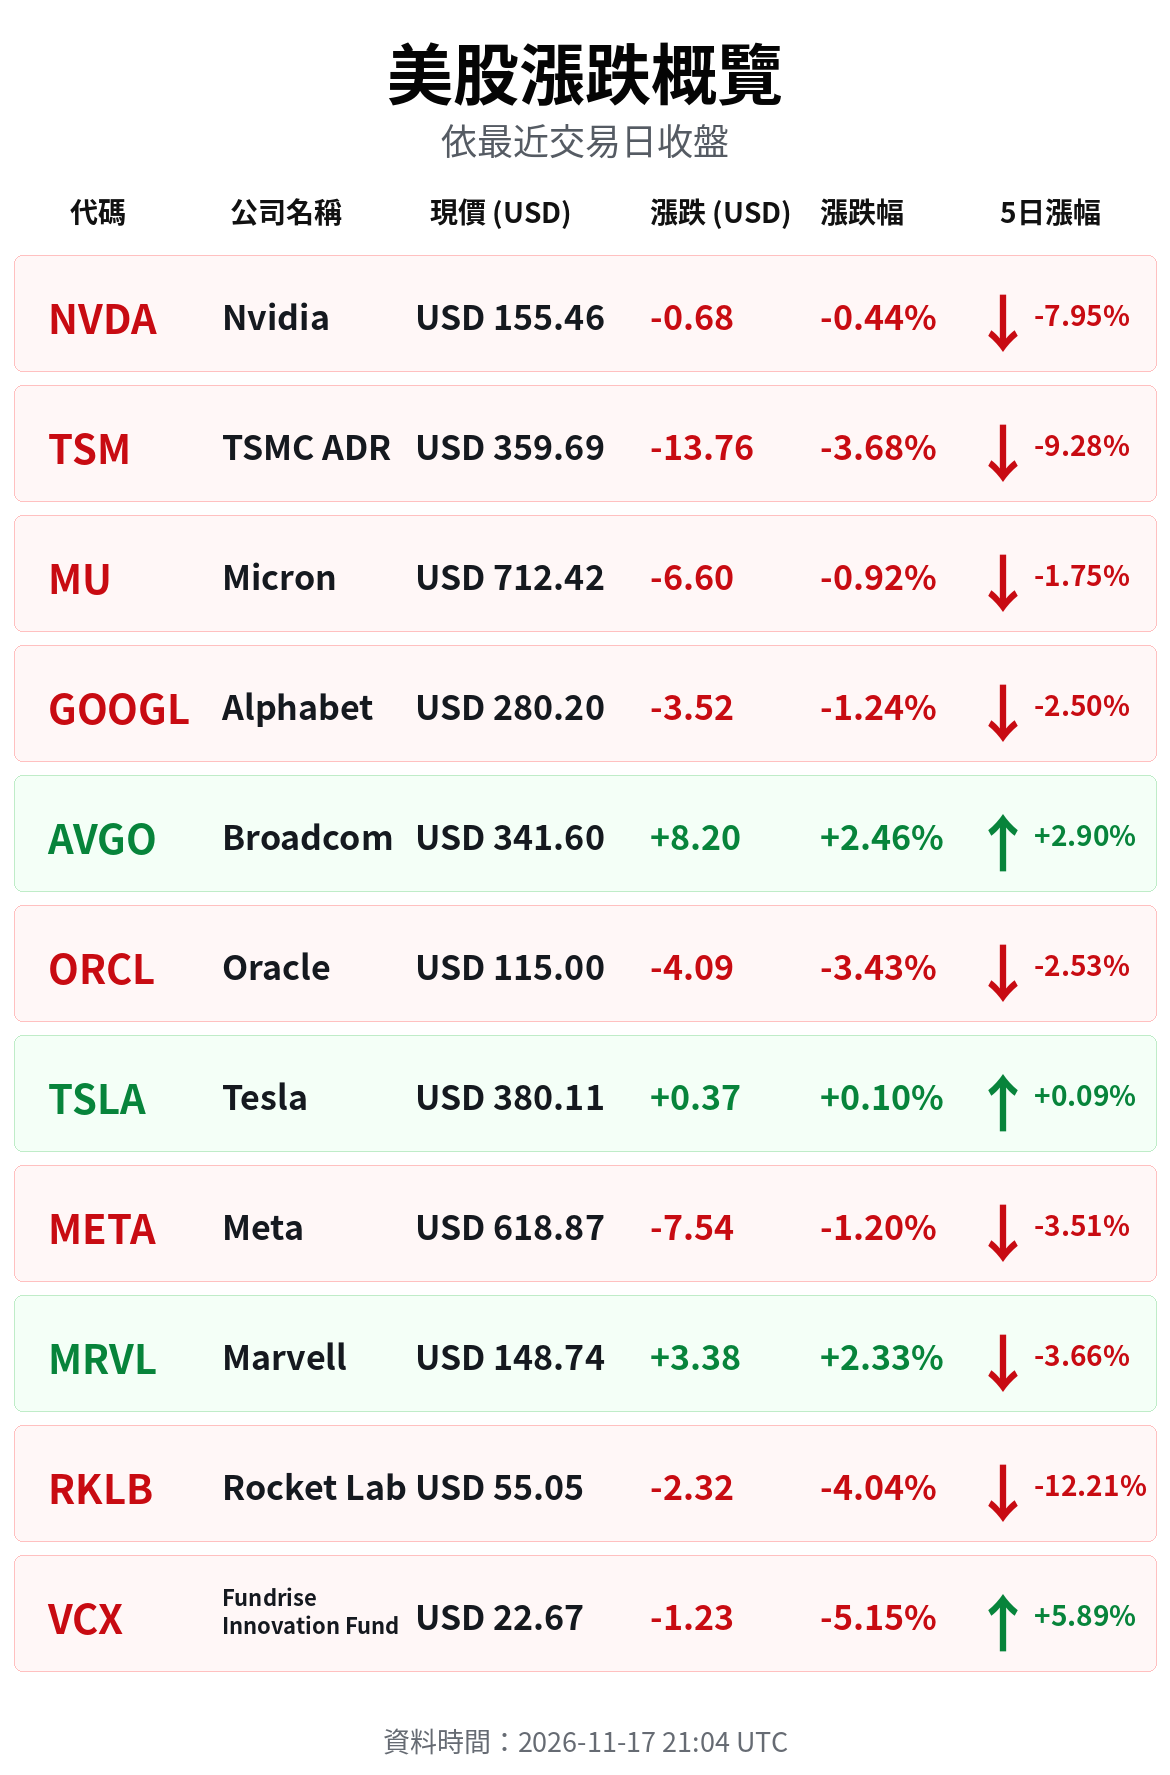 美股漲跌概覽
依最近交易日收盤
代碼 公司名稱 現價 (USD) 漲跌 (USD) 漲跌幅 5日漲幅
NVDA Nvidia USD 155.46 -0.68 -0.44% ↓ -7.95%
TSM TSMC ADR USD 359.69 -13.76 -3.68% ↓ -9.28%
MU Micron USD 712.42 -6.60 -0.92% ↓ -1.75%
GOOGL Alphabet USD 280.20 -3.52 -1.24% ↓ -2.50%
AVGO Broadcom USD 341.60 +8.20 +2.46% ↑ +2.90%
ORCL Oracle USD 115.00 -4.09 -3.43% ↓ -2.53%
TSLA Tesla USD 380.11 +0.37 +0.10% ↑ +0.09%
META Meta USD 618.87 -7.54 -1.20% ↓ -3.51%
MRVL Marvell USD 148.74 +3.38 +2.33% ↓ -3.66%
RKLB Rocket Lab USD 55.05 -2.32 -4.04% ↓ -12.21%
VCX Fundrise
Innovation Fund USD 22.67 -1.23 -5.15% ↑ +5.89%
資料時間：2026-11-17 21:04 UTC